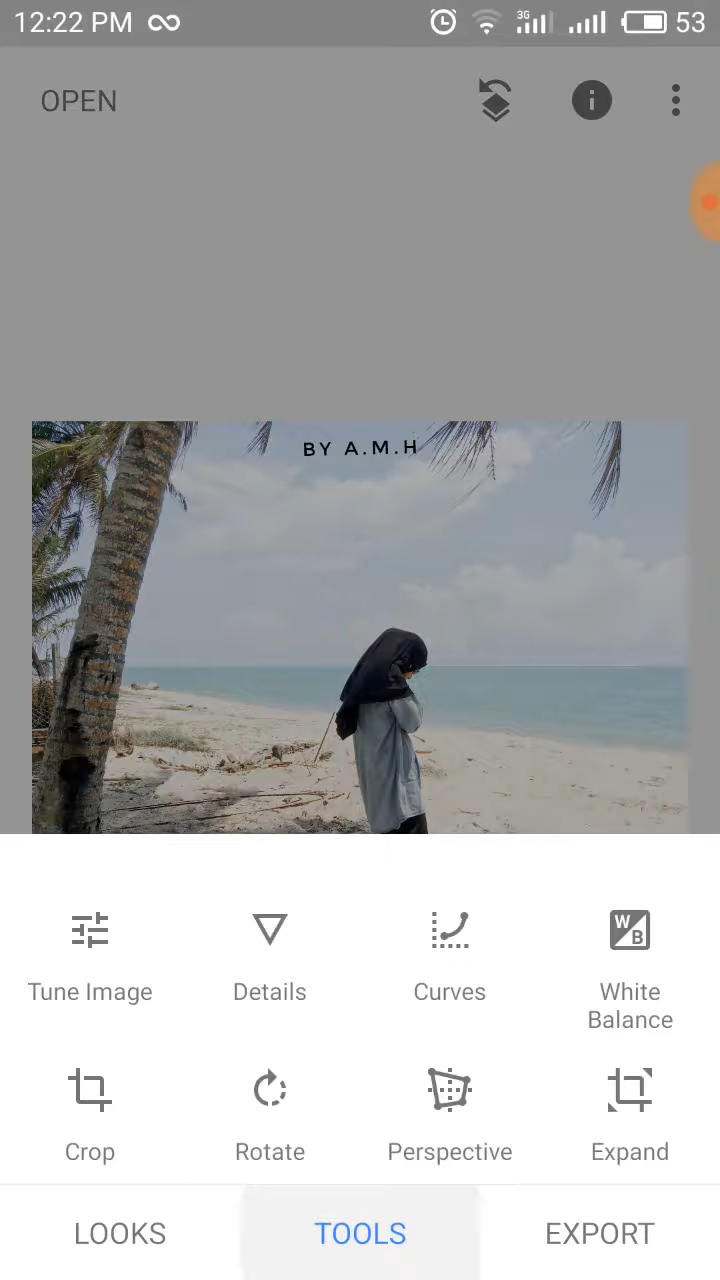 12:22 PM 3G 53
OPEN
BY A.M.H
Tune Image Details Curves White Balance
Crop Rotate Perspective Expand
LOOKS TOOLS EXPORT